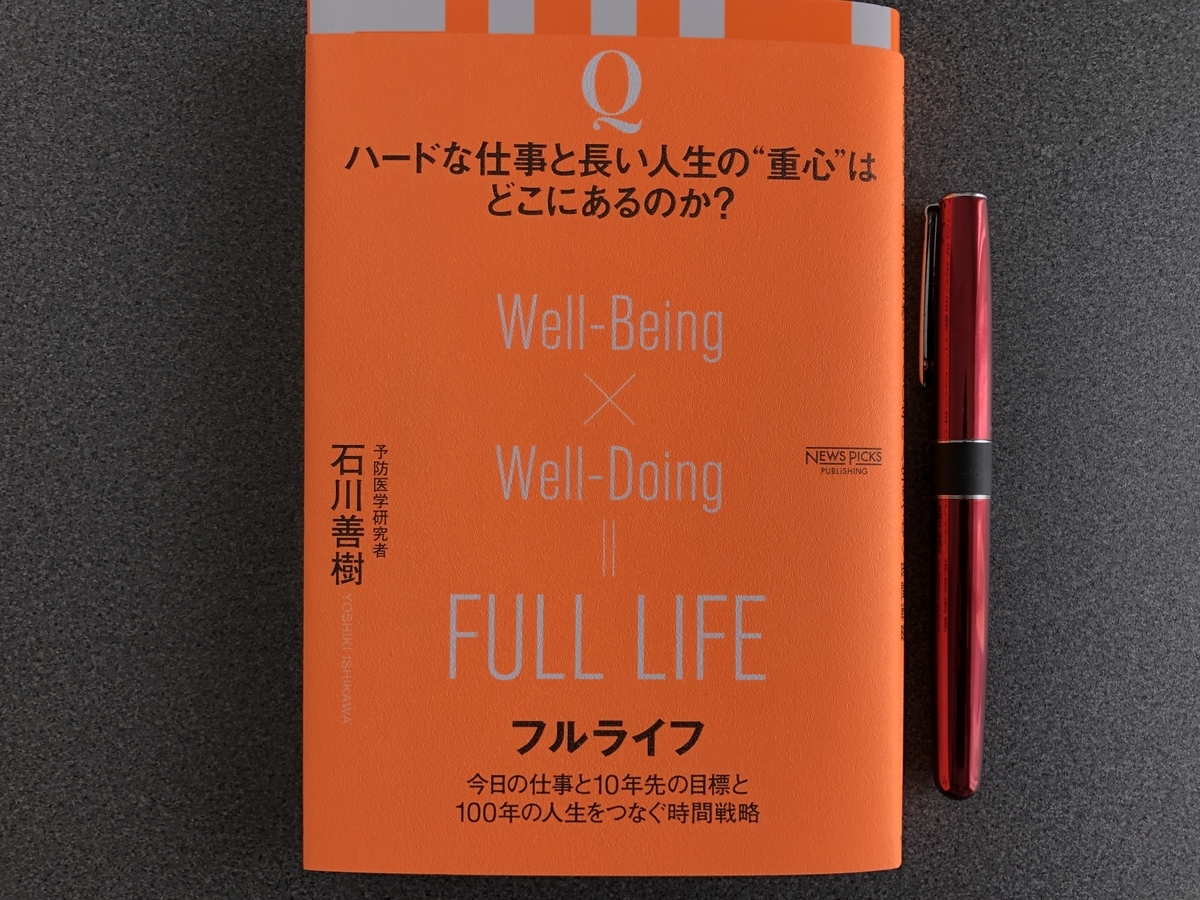 Q
ハードな仕事と長い人生の“重心”は
どこにあるのか?
Well-Being
×
Well-Doing
=
FULL LIFE
フルライフ
今日の仕事と10年先の目標と
100年の人生をつなぐ時間戦略
予防医学研究者
石川善樹
YOSHIKI ISHIKAWA
NEWS PICKS
PUBLISHING